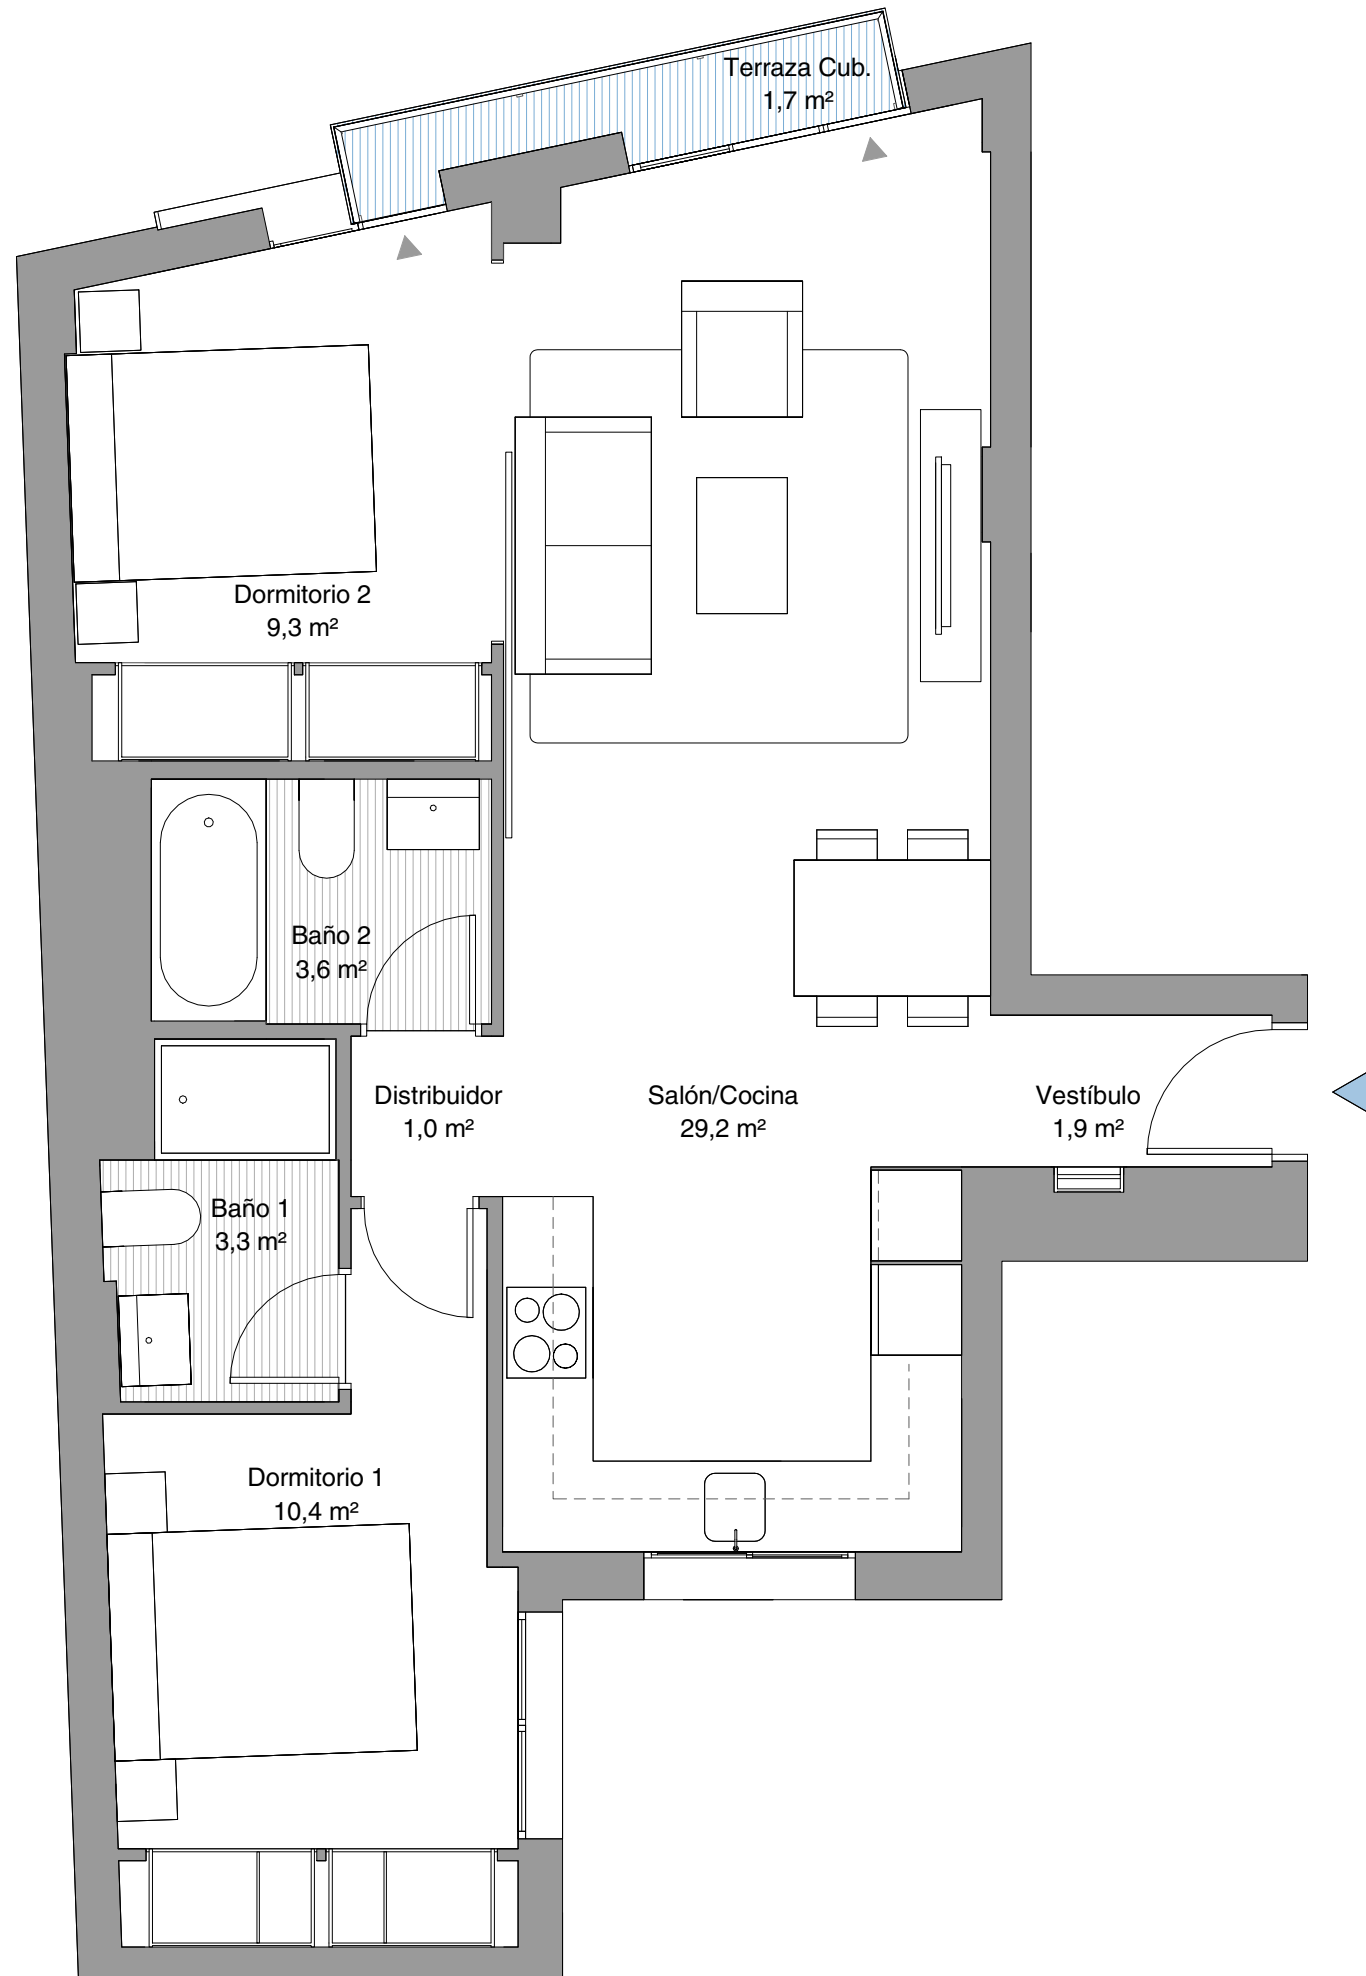 Terraza Cub.
1,7 m²
Dormitorio 2
9,3 m²
Baño 2
3,6 m²
Distribuidor
1,0 m²
Salón/Cocina
29,2 m²
Vestíbulo
1,9 m²
Baño 1
3,3 m²
Dormitorio 1
10,4 m²